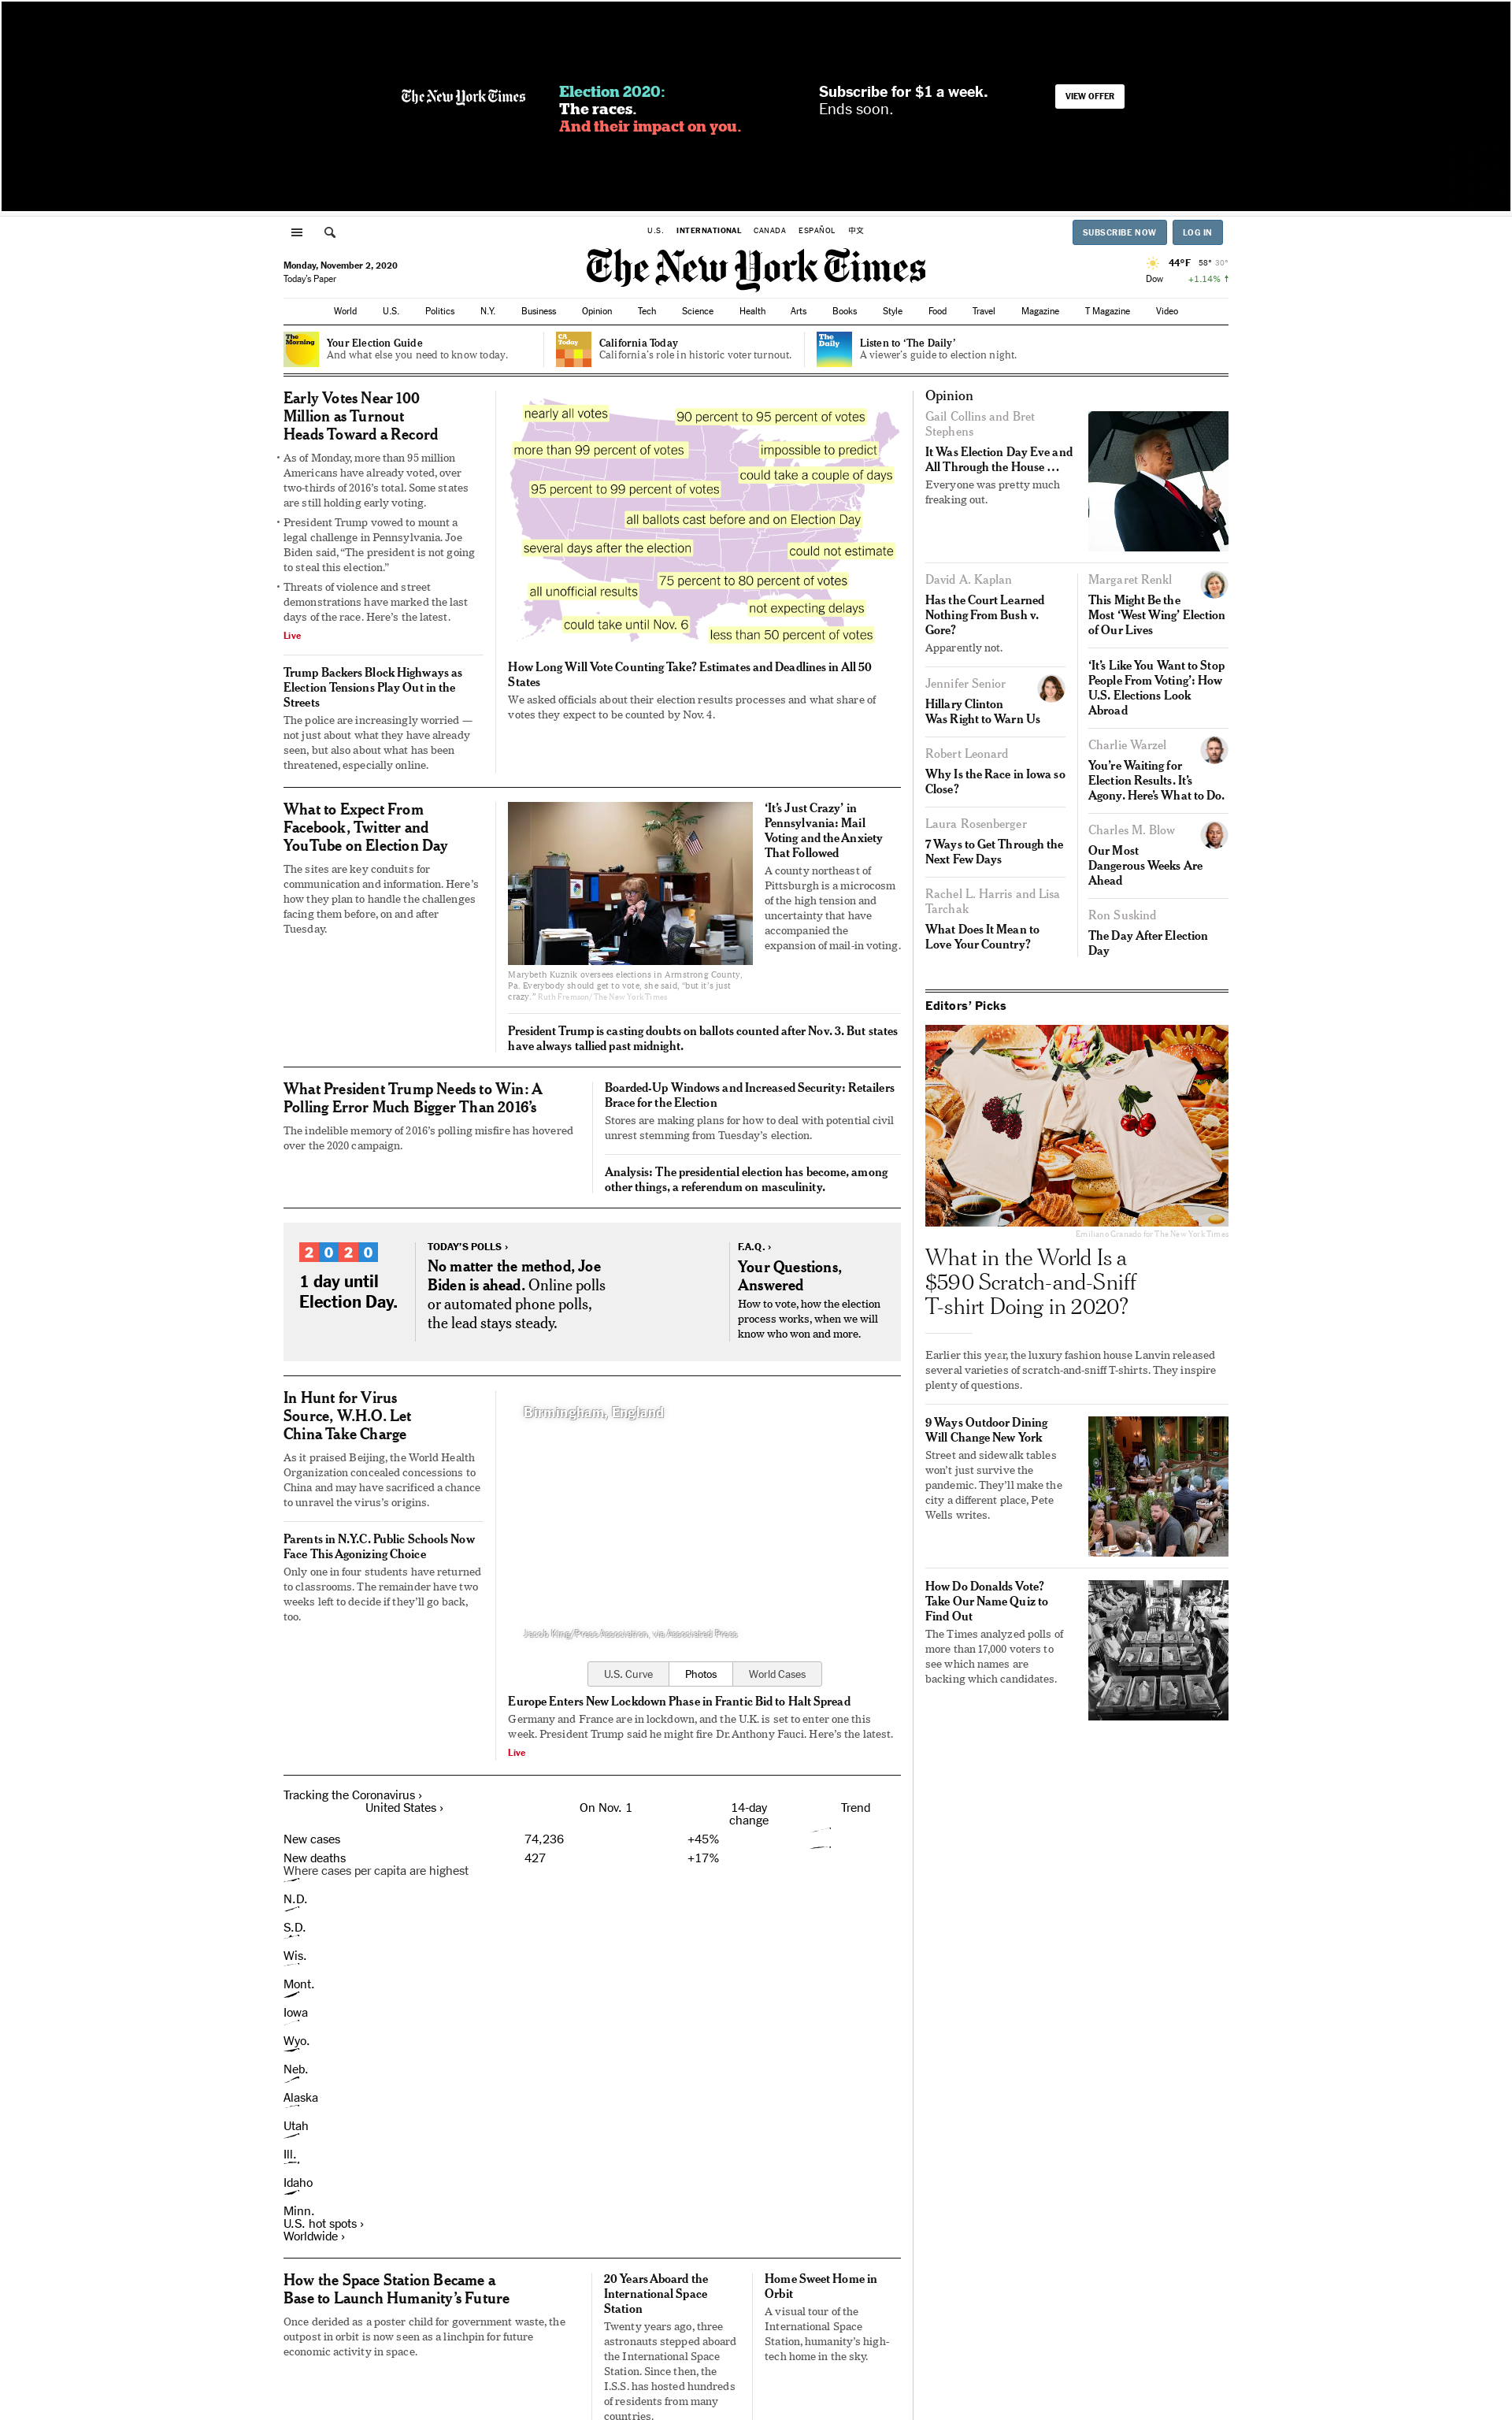 The New York Times
Election 2020:
The races.
And their impact on you.
Subscribe for $1 a week.
Ends soon.
VIEW OFFER
U.S. INTERNATIONAL CANADA ESPAÑOL 中文
SUBSCRIBE NOW LOG IN
Monday, November 2, 2020
Today's Paper
The New York Times
44°F 58° 30°
Dow +1.14% ↑
World U.S. Politics N.Y. Business Opinion Tech Science Health Arts Books Style Food Travel Magazine T Magazine Video
The Morning
Your Election Guide
And what else you need to know today.
CA Today
California Today
California's role in historic voter turnout.
The Daily
Listen to ‘The Daily’
A viewer's guide to election night.
Early Votes Near 100
Million as Turnout
Heads Toward a Record
• As of Monday, more than 95 million
Americans have already voted, over
two-thirds of 2016's total. Some states
are still holding early voting.
• President Trump vowed to mount a
legal challenge in Pennsylvania. Joe
Biden said, “The president is not going
to steal this election.”
• Threats of violence and street
demonstrations have marked the last
days of the race. Here's the latest.
Live
Trump Backers Block Highways as
Election Tensions Play Out in the
Streets
The police are increasingly worried —
not just about what they have already
seen, but also about what has been
threatened, especially online.
nearly all votes
90 percent to 95 percent of votes
more than 99 percent of votes
impossible to predict
could take a couple of days
95 percent to 99 percent of votes
all ballots cast before and on Election Day
several days after the election
could not estimate
75 percent to 80 percent of votes
all unofficial results
not expecting delays
could take until Nov. 6
less than 50 percent of votes
How Long Will Vote Counting Take? Estimates and Deadlines in All 50
States
We asked officials about their election results processes and what share of
votes they expect to be counted by Nov. 4.
What to Expect From
Facebook, Twitter and
YouTube on Election Day
The sites are key conduits for
communication and information. Here's
how they plan to handle the challenges
facing them before, on and after
Tuesday.
Marybeth Kuznik oversees elections in Armstrong County,
Pa. Everybody should get to vote, she said, “but it's just
crazy.” Ruth Fremson/The New York Times
‘It's Just Crazy’ in
Pennsylvania: Mail
Voting and the Anxiety
That Followed
A county northeast of
Pittsburgh is a microcosm
of the high tension and
uncertainty that have
accompanied the
expansion of mail-in voting.
President Trump is casting doubts on ballots counted after Nov. 3. But states
have always tallied past midnight.
What President Trump Needs to Win: A
Polling Error Much Bigger Than 2016's
The indelible memory of 2016's polling misfire has hovered
over the 2020 campaign.
Boarded-Up Windows and Increased Security: Retailers
Brace for the Election
Stores are making plans for how to deal with potential civil
unrest stemming from Tuesday's election.
Analysis: The presidential election has become, among
other things, a referendum on masculinity.
2020
1 day until
Election Day.
TODAY'S POLLS ›
No matter the method, Joe
Biden is ahead. Online polls
or automated phone polls,
the lead stays steady.
F.A.Q. ›
Your Questions,
Answered
How to vote, how the election
process works, when we will
know who won and more.
In Hunt for Virus
Source, W.H.O. Let
China Take Charge
As it praised Beijing, the World Health
Organization concealed concessions to
China and may have sacrificed a chance
to unravel the virus's origins.
Parents in N.Y.C. Public Schools Now
Face This Agonizing Choice
Only one in four students have returned
to classrooms. The remainder have two
weeks left to decide if they'll go back,
too.
Birmingham, England
Jacob King/Press Association, via Associated Press
U.S. Curve Photos World Cases
Europe Enters New Lockdown Phase in Frantic Bid to Halt Spread
Germany and France are in lockdown, and the U.K. is set to enter one this
week. President Trump said he might fire Dr. Anthony Fauci. Here's the latest.
Live
Tracking the Coronavirus ›
United States › On Nov. 1 14-day
change Trend
New cases 74,236 +45%
New deaths 427 +17%
Where cases per capita are highest
N.D.
S.D.
Wis.
Mont.
Iowa
Wyo.
Neb.
Alaska
Utah
Ill.
Idaho
Minn.
U.S. hot spots ›
Worldwide ›
How the Space Station Became a
Base to Launch Humanity's Future
Once derided as a poster child for government waste, the
outpost in orbit is now seen as a linchpin for future
economic activity in space.
20 Years Aboard the
International Space
Station
Twenty years ago, three
astronauts stepped aboard
the International Space
Station. Since then, the
I.S.S. has hosted hundreds
of residents from many
countries.
Home Sweet Home in
Orbit
A visual tour of the
International Space
Station, humanity's high-
tech home in the sky.
Opinion
Gail Collins and Bret
Stephens
It Was Election Day Eve and
All Through the House …
Everyone was pretty much
freaking out.
David A. Kaplan
Has the Court Learned
Nothing From Bush v.
Gore?
Apparently not.
Jennifer Senior
Hillary Clinton
Was Right to Warn Us
Robert Leonard
Why Is the Race in Iowa so
Close?
Laura Rosenberger
7 Ways to Get Through the
Next Few Days
Rachel L. Harris and Lisa
Tarchak
What Does It Mean to
Love Your Country?
Margaret Renkl
This Might Be the
Most ‘West Wing’ Election
of Our Lives
‘It's Like You Want to Stop
People From Voting’: How
U.S. Elections Look
Abroad
Charlie Warzel
You're Waiting for
Election Results. It's
Agony. Here's What to Do.
Charles M. Blow
Our Most
Dangerous Weeks Are
Ahead
Ron Suskind
The Day After Election
Day
Editors' Picks
Emiliano Granado for The New York Times
What in the World Is a
$590 Scratch-and-Sniff
T-shirt Doing in 2020?
Earlier this year, the luxury fashion house Lanvin released
several varieties of scratch-and-sniff T-shirts. They inspire
plenty of questions.
9 Ways Outdoor Dining
Will Change New York
Street and sidewalk tables
won't just survive the
pandemic. They'll make the
city a different place, Pete
Wells writes.
How Do Donalds Vote?
Take Our Name Quiz to
Find Out
The Times analyzed polls of
more than 17,000 voters to
see which names are
backing which candidates.